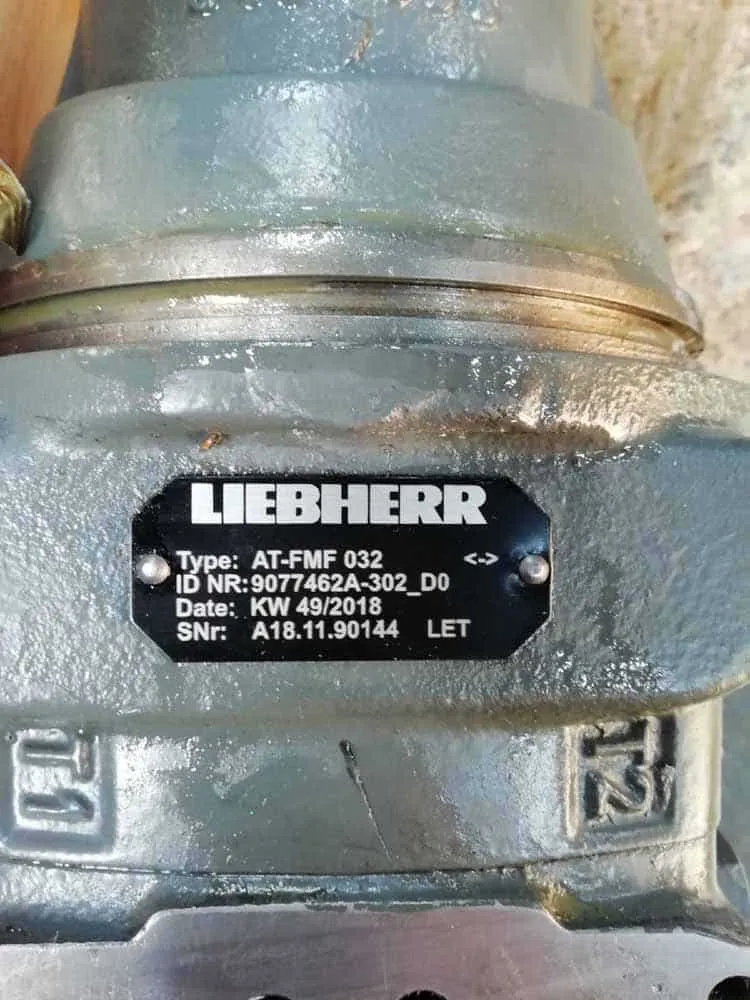 LIEBHERR
Type: AT-FMF 032 <->
ID NR: 9077462A-302_D0
Date: KW 49/2018
SNr: A18.11.90144 LET
T1
T2